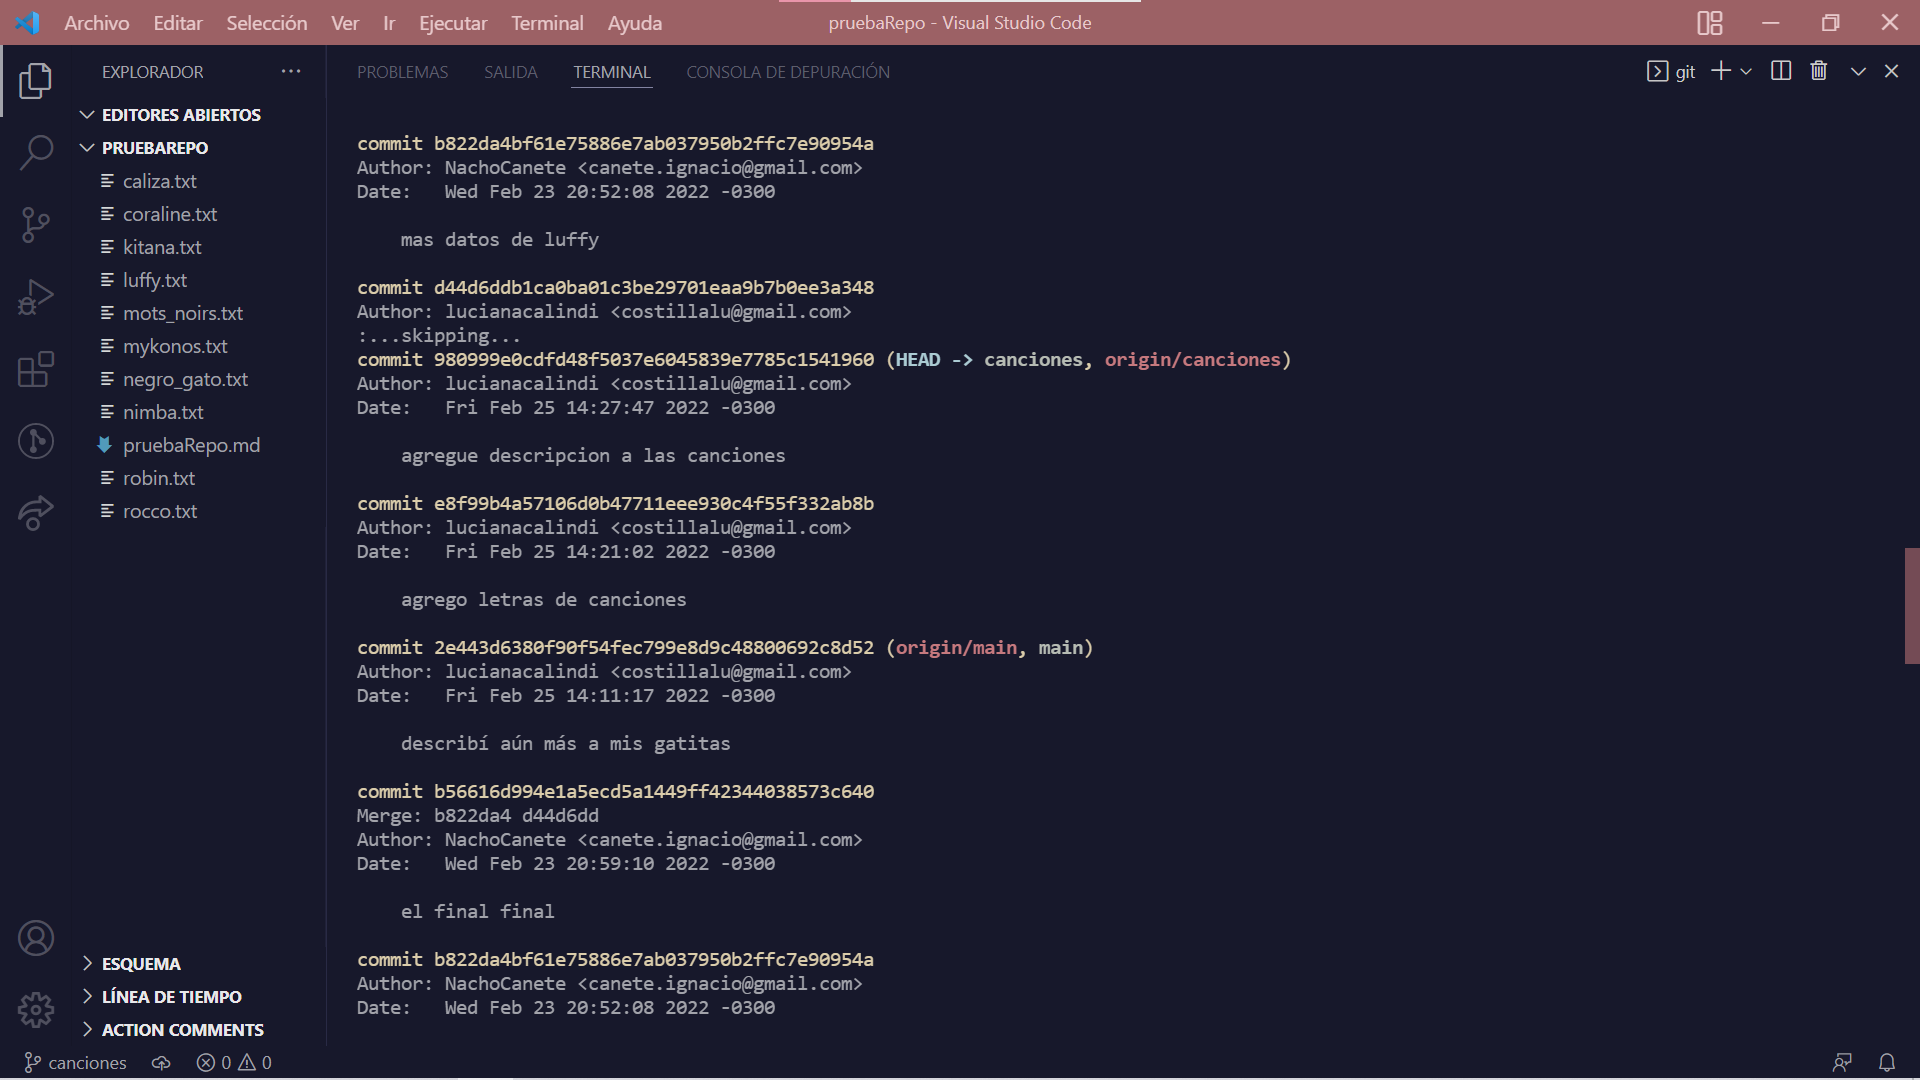 Archivo Editar Selección Ver Ir Ejecutar Terminal Ayuda
pruebaRepo - Visual Studio Code
EXPLORADOR
EDITORES ABIERTOS
PRUEBAREPO
caliza.txt
coraline.txt
kitana.txt
luffy.txt
mots_noirs.txt
mykonos.txt
negro_gato.txt
nimba.txt
pruebaRepo.md
robin.txt
rocco.txt
ESQUEMA
LÍNEA DE TIEMPO
ACTION COMMENTS
PROBLEMAS SALIDA TERMINAL CONSOLA DE DEPURACIÓN
git
commit b822da4bf61e75886e7ab037950b2ffc7e90954a
Author: NachoCanete <canete.ignacio@gmail.com>
Date:   Wed Feb 23 20:52:08 2022 -0300
mas datos de luffy
commit d44d6ddb1ca0ba01c3be29701eaa9b7b0ee3a348
Author: lucianacalindi <costillalu@gmail.com>
:...skipping...
commit 980999e0cdfd48f5037e6045839e7785c1541960 (HEAD -> canciones, origin/canciones)
Author: lucianacalindi <costillalu@gmail.com>
Date:   Fri Feb 25 14:27:47 2022 -0300
agregue descripcion a las canciones
commit e8f99b4a57106d0b47711eee930c4f55f332ab8b
Author: lucianacalindi <costillalu@gmail.com>
Date:   Fri Feb 25 14:21:02 2022 -0300
agrego letras de canciones
commit 2e443d6380f90f54fec799e8d9c48800692c8d52 (origin/main, main)
Author: lucianacalindi <costillalu@gmail.com>
Date:   Fri Feb 25 14:11:17 2022 -0300
describí aún más a mis gatitas
commit b56616d994e1a5ecd5a1449ff42344038573c640
Merge: b822da4 d44d6dd
Author: NachoCanete <canete.ignacio@gmail.com>
Date:   Wed Feb 23 20:59:10 2022 -0300
el final final
commit b822da4bf61e75886e7ab037950b2ffc7e90954a
Author: NachoCanete <canete.ignacio@gmail.com>
Date:   Wed Feb 23 20:52:08 2022 -0300
canciones 0 0